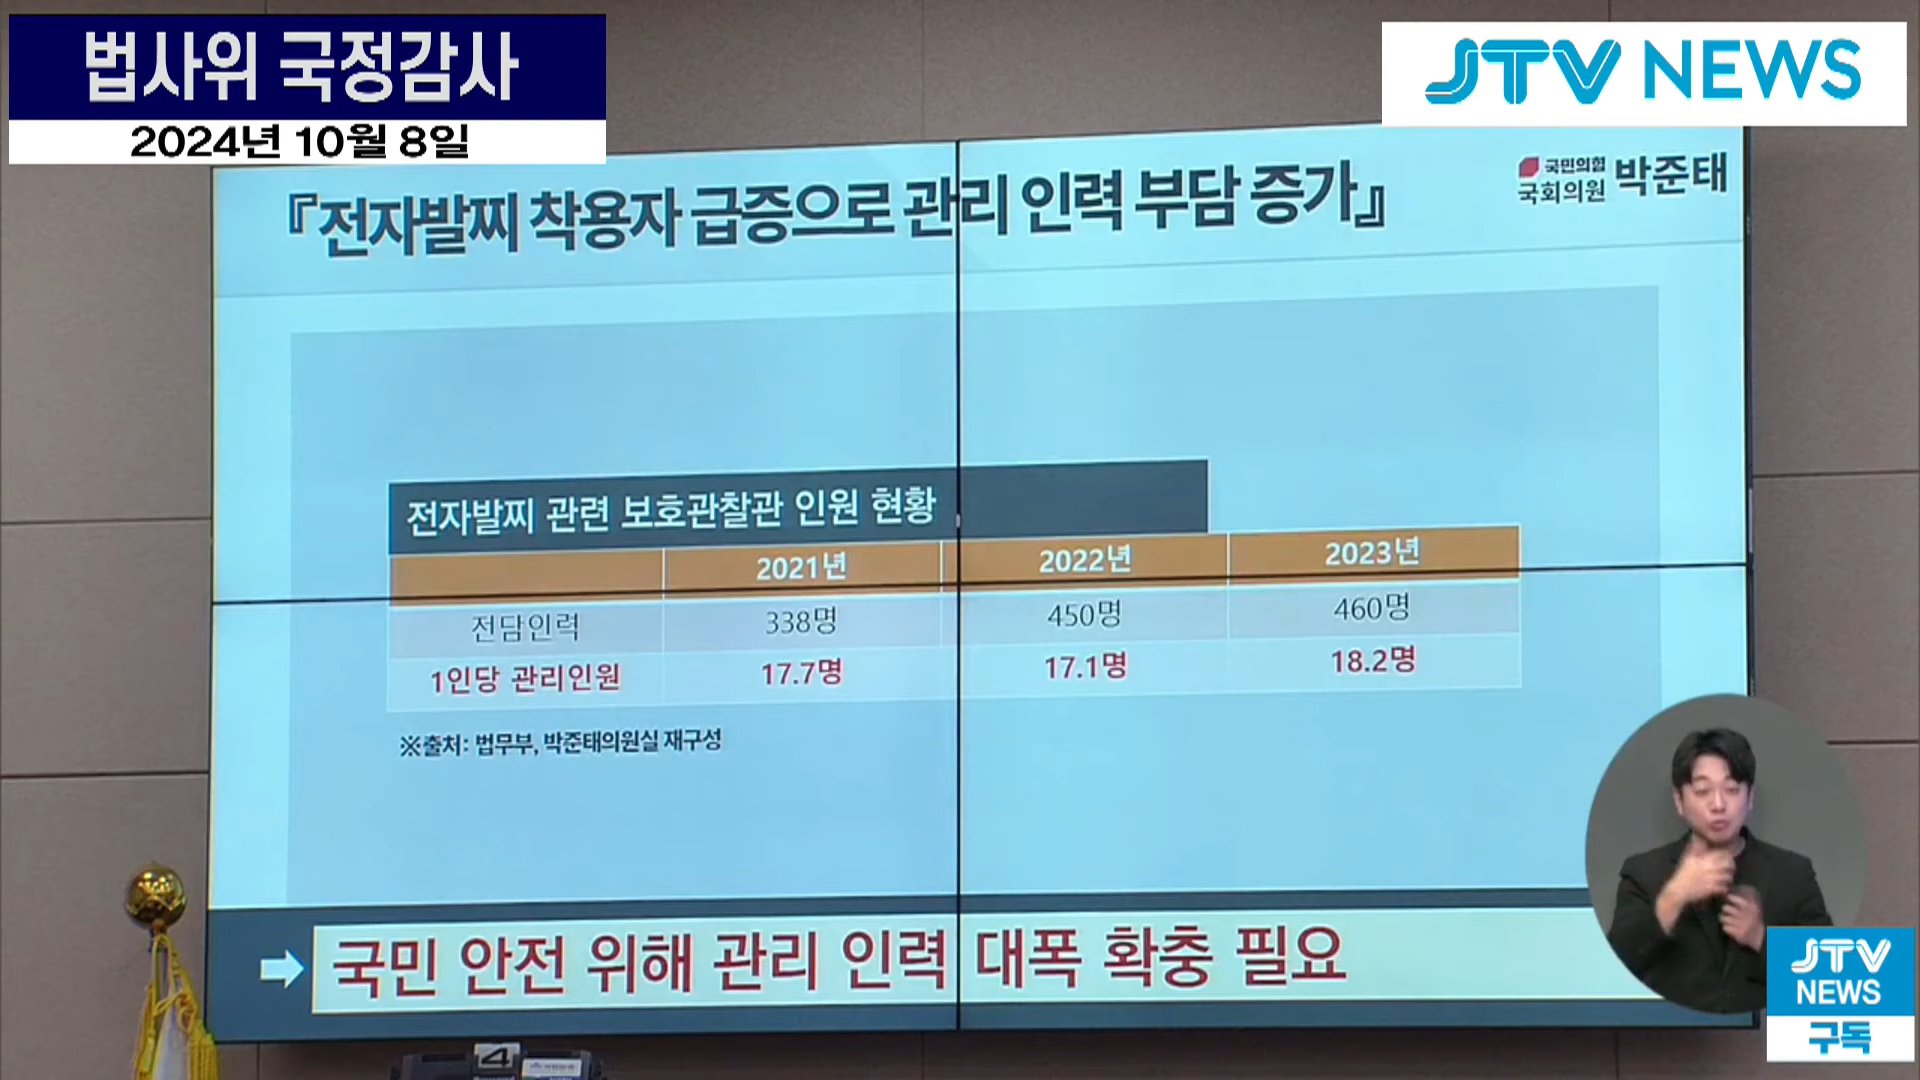 법사위 국정감사
2024년 10월 8일
JTV NEWS
『전자발찌 착용자 급증으로 관리 인력 부담 증가』
국민의힘
국회의원 박준태
전자발찌 관련 보호관찰관 인원 현황
2021년 2022년 2023년
전담인력 338명 450명 460명
1인당 관리인원 17.7명 17.1명 18.2명
※출처: 법무부, 박준태의원실 재구성
국민 안전 위해 관리 인력 대폭 확충 필요
4
JTV
NEWS
구독